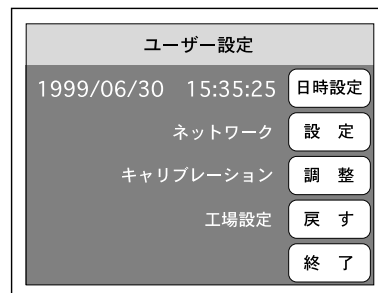 ユーザー設定
1999/06/30 15:35:25 日時設定
ネットワーク 設 定
キャリブレーション 調 整
工場設定 戻 す
終 了